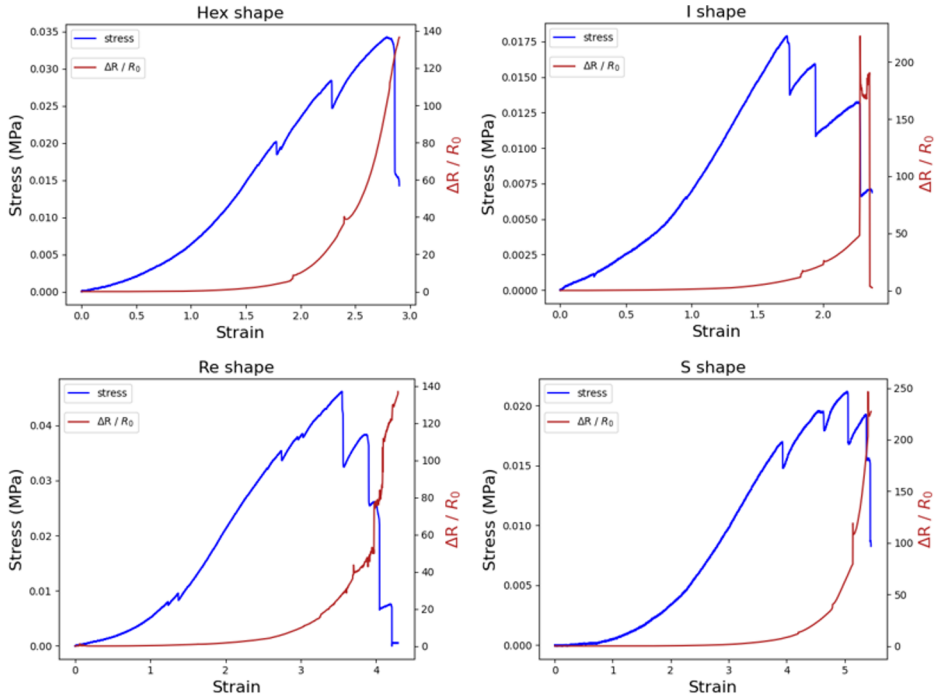 Hex shape
stress
ΔR / R₀
Stress (MPa)
0.035
0.030
0.025
0.020
0.015
0.010
0.005
0.000
140
120
100
80
60
40
20
0
ΔR / R₀
0.0 0.5 1.0 1.5 2.0 2.5 3.0
Strain
I shape
stress
ΔR / R₀
Stress (MPa)
0.0175
0.0150
0.0125
0.0100
0.0075
0.0050
0.0025
0.0000
200
150
100
50
0
ΔR / R₀
0.0 0.5 1.0 1.5 2.0
Strain
Re shape
stress
ΔR / R₀
Stress (MPa)
0.04
0.03
0.02
0.01
0.00
140
120
100
80
60
40
20
0
ΔR / R₀
0 1 2 3 4
Strain
S shape
stress
ΔR / R₀
Stress (MPa)
0.020
0.015
0.010
0.005
0.000
250
200
150
100
50
0
ΔR / R₀
0 1 2 3 4 5
Strain